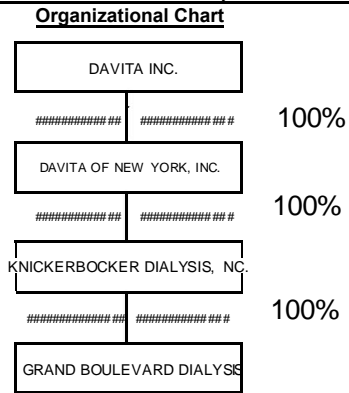 Organizational Chart
DAVITA INC.
############# ############### 100%
DAVITA OF NEW YORK, INC.
############# ############### 100%
KNICKERBOCKER DIALYSIS, NC.
############### ############### 100%
GRAND BOULEVARD DIALYSIS